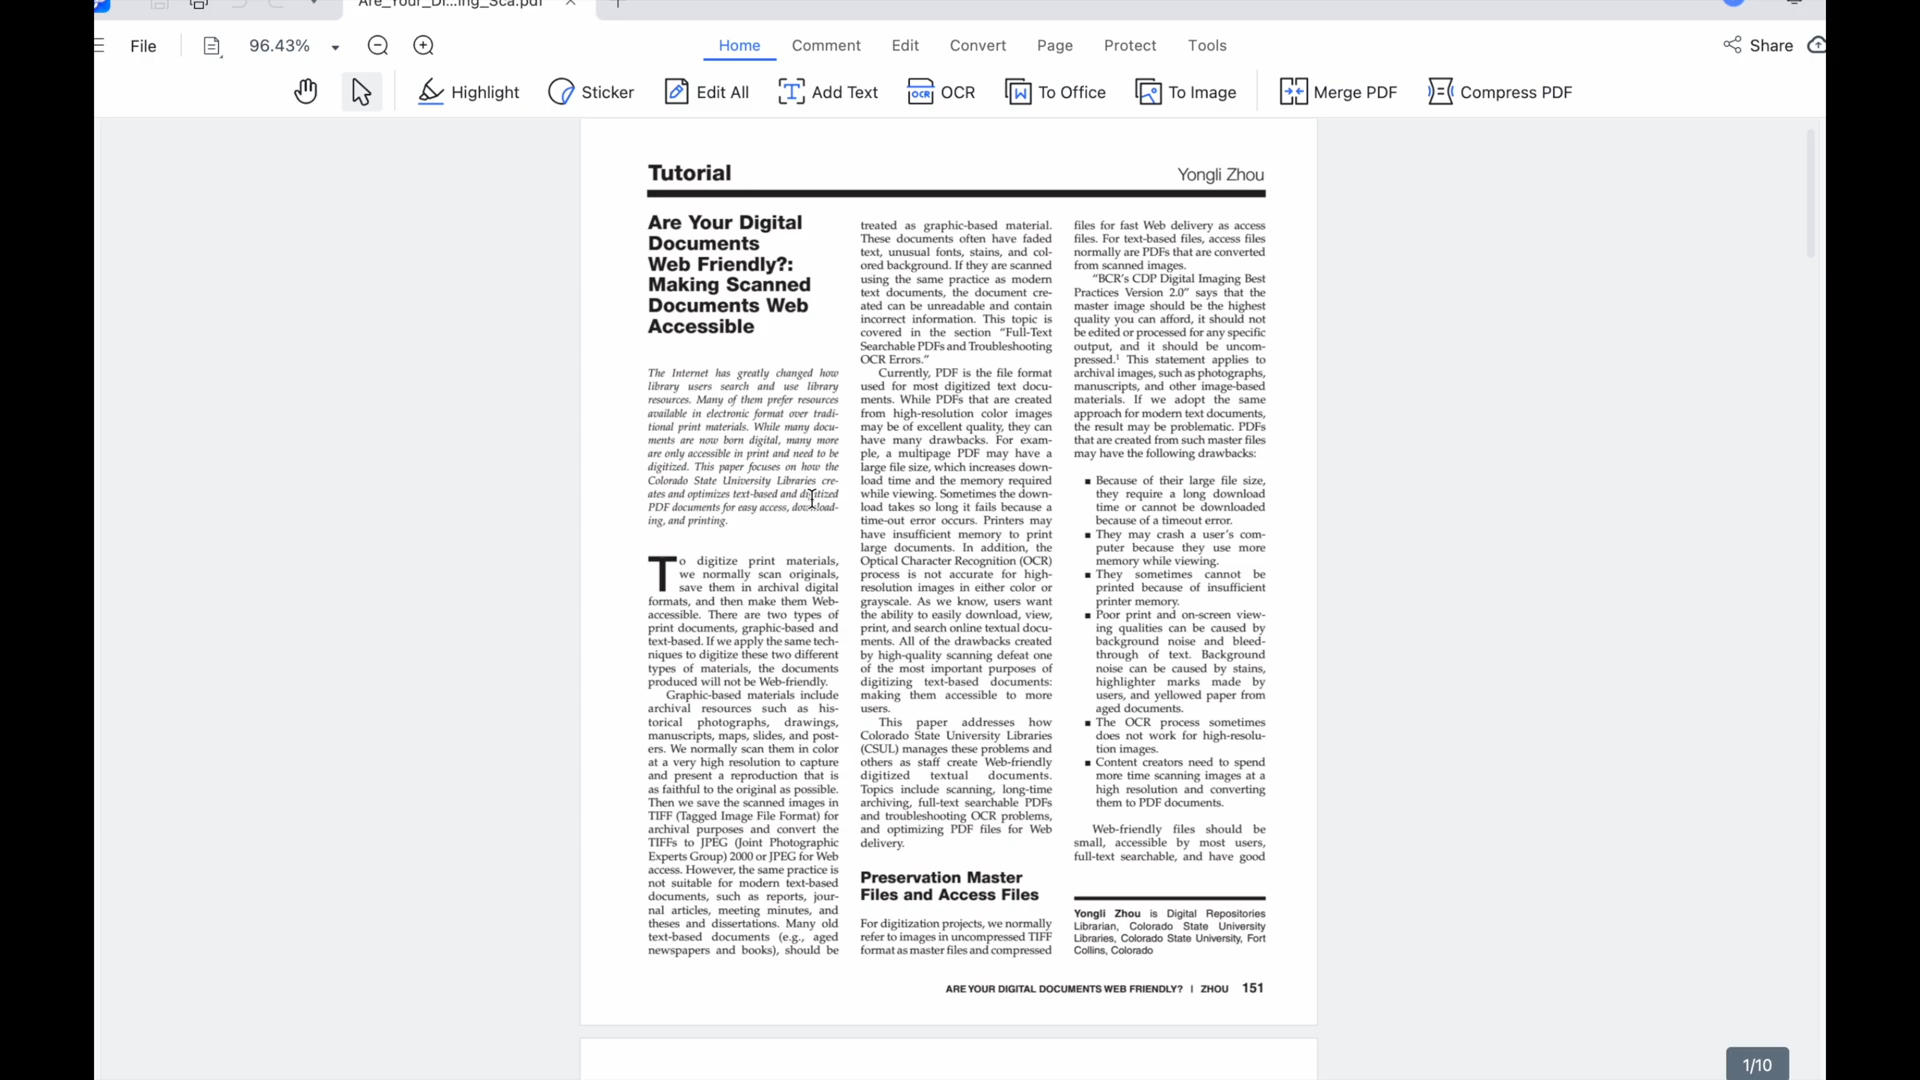 Are_Your_Di...ing_Sca.pdf
File
96.43%
Home
Comment
Edit
Convert
Page
Protect
Tools
Share
Highlight
Sticker
Edit All
Add Text
OCR
OCR
To Office
To Image
Merge PDF
Compress PDF
Tutorial
Yongli Zhou
Are Your Digital
Documents
Web Friendly?:
Making Scanned
Documents Web
Accessible
The Internet has greatly changed how
library users search and use library
resources. Many of them prefer resources
available in electronic format over tradi-
tional print materials. While many docu-
ments are now born digital, many more
are only accessible in print and need to be
digitized. This paper focuses on how the
Colorado State University Libraries cre-
ates and optimizes text-based and digitized
PDF documents for easy access, download-
ing, and printing.
To digitize print materials,
we normally scan originals,
save them in archival digital
formats, and then make them Web-
accessible. There are two types of
print documents, graphic-based and
text-based. If we apply the same tech-
niques to digitize these two different
types of materials, the documents
produced will not be Web-friendly.
Graphic-based materials include
archival resources such as his-
torical photographs, drawings,
manuscripts, maps, slides, and post-
ers. We normally scan them in color
at a very high resolution to capture
and present a reproduction that is
as faithful to the original as possible.
Then we save the scanned images in
TIFF (Tagged Image File Format) for
archival purposes and convert the
TIFFs to JPEG (Joint Photographic
Experts Group) 2000 or JPEG for Web
access. However, the same practice is
not suitable for modern text-based
documents, such as reports, jour-
nal articles, meeting minutes, and
theses and dissertations. Many old
text-based documents (e.g., aged
newspapers and books), should be
treated as graphic-based material.
These documents often have faded
text, unusual fonts, stains, and col-
ored background. If they are scanned
using the same practice as modern
text documents, the document cre-
ated can be unreadable and contain
incorrect information. This topic is
covered in the section “Full-Text
Searchable PDFs and Troubleshooting
OCR Errors.”
Currently, PDF is the file format
used for most digitized text docu-
ments. While PDFs that are created
from high-resolution color images
may be of excellent quality, they can
have many drawbacks. For exam-
ple, a multipage PDF may have a
large file size, which increases down-
load time and the memory required
while viewing. Sometimes the down-
load takes so long it fails because a
time-out error occurs. Printers may
have insufficient memory to print
large documents. In addition, the
Optical Character Recognition (OCR)
process is not accurate for high-
resolution images in either color or
grayscale. As we know, users want
the ability to easily download, view,
print, and search online textual docu-
ments. All of the drawbacks created
by high-quality scanning defeat one
of the most important purposes of
digitizing text-based documents:
making them accessible to more
users.
This paper addresses how
Colorado State University Libraries
(CSUL) manages these problems and
others as staff create Web-friendly
digitized textual documents.
Topics include scanning, long-time
archiving, full-text searchable PDFs
and troubleshooting OCR problems,
and optimizing PDF files for Web
delivery.
Preservation Master
Files and Access Files
For digitization projects, we normally
refer to images in uncompressed TIFF
format as master files and compressed
files for fast Web delivery as access
files. For text-based files, access files
normally are PDFs that are converted
from scanned images.
“BCR’s CDP Digital Imaging Best
Practices Version 2.0” says that the
master image should be the highest
quality you can afford, it should not
be edited or processed for any specific
output, and it should be uncom-
pressed.¹ This statement applies to
archival images, such as photographs,
manuscripts, and other image-based
materials. If we adopt the same
approach for modern text documents,
the result may be problematic. PDFs
that are created from such master files
may have the following drawbacks:
■ Because of their large file size,
they require a long download
time or cannot be downloaded
because of a timeout error.
■ They may crash a user’s com-
puter because they use more
memory while viewing.
■ They sometimes cannot be
printed because of insufficient
printer memory.
■ Poor print and on-screen view-
ing qualities can be caused by
background noise and bleed-
through of text. Background
noise can be caused by stains,
highlighter marks made by
users, and yellowed paper from
aged documents.
■ The OCR process sometimes
does not work for high-resolu-
tion images.
■ Content creators need to spend
more time scanning images at a
high resolution and converting
them to PDF documents.
Web-friendly files should be
small, accessible by most users,
full-text searchable, and have good
Yongli Zhou is Digital Repositories
Librarian, Colorado State University
Libraries, Colorado State University, Fort
Collins, Colorado
ARE YOUR DIGITAL DOCUMENTS WEB FRIENDLY? | ZHOU 151
1/10